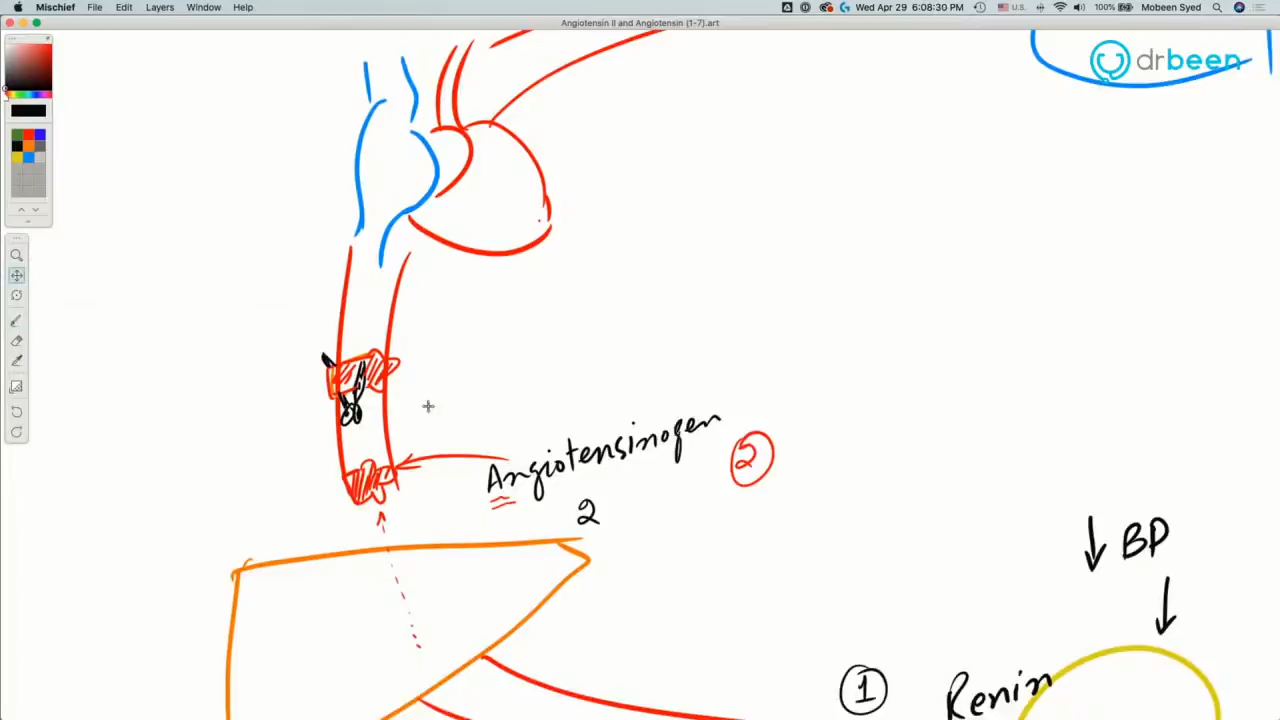 Mischief File Edit Layers Window Help
U.S. 100% Wed Apr 29 6:08:30 PM Mobeen Syed
Angiotensin II and Angiotensin (1-7).art
drbeen
Angiotensinogen
2
2
↓ BP
↓
1 Renin